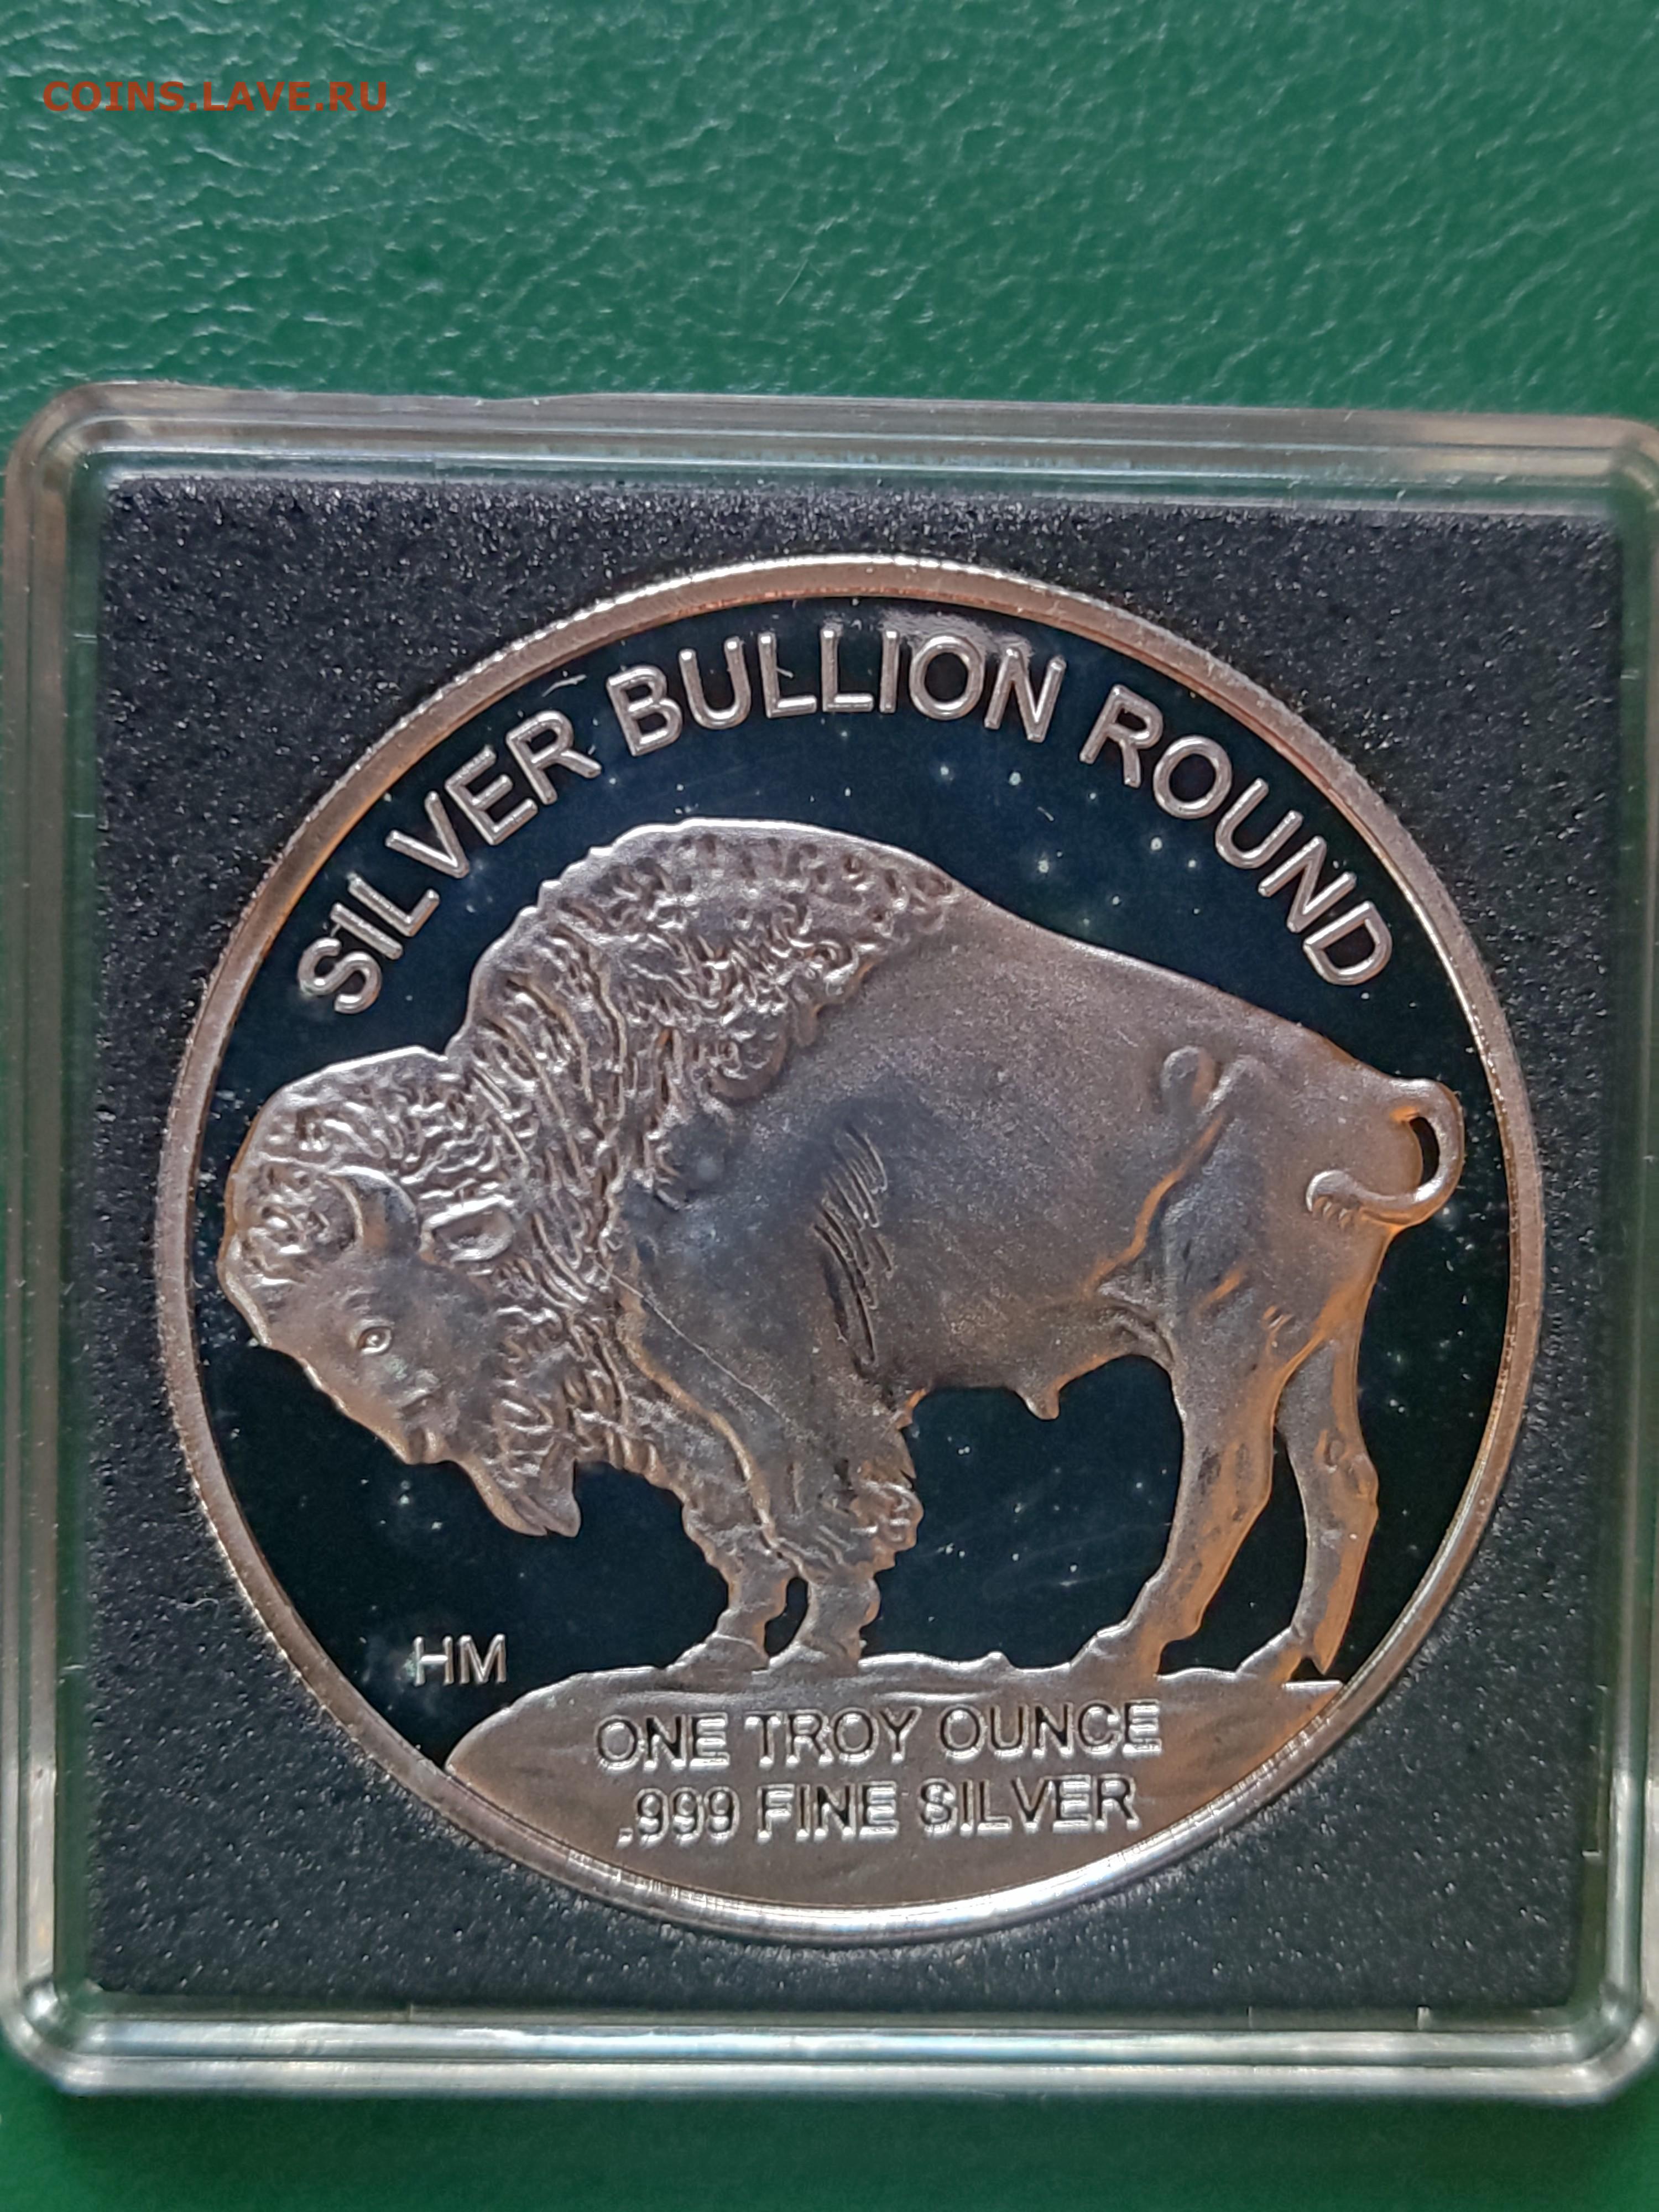 COINS.LAVE.RU
SILVER BULLION ROUND
HM
ONE TROY OUNCE
.999 FINE SILVER